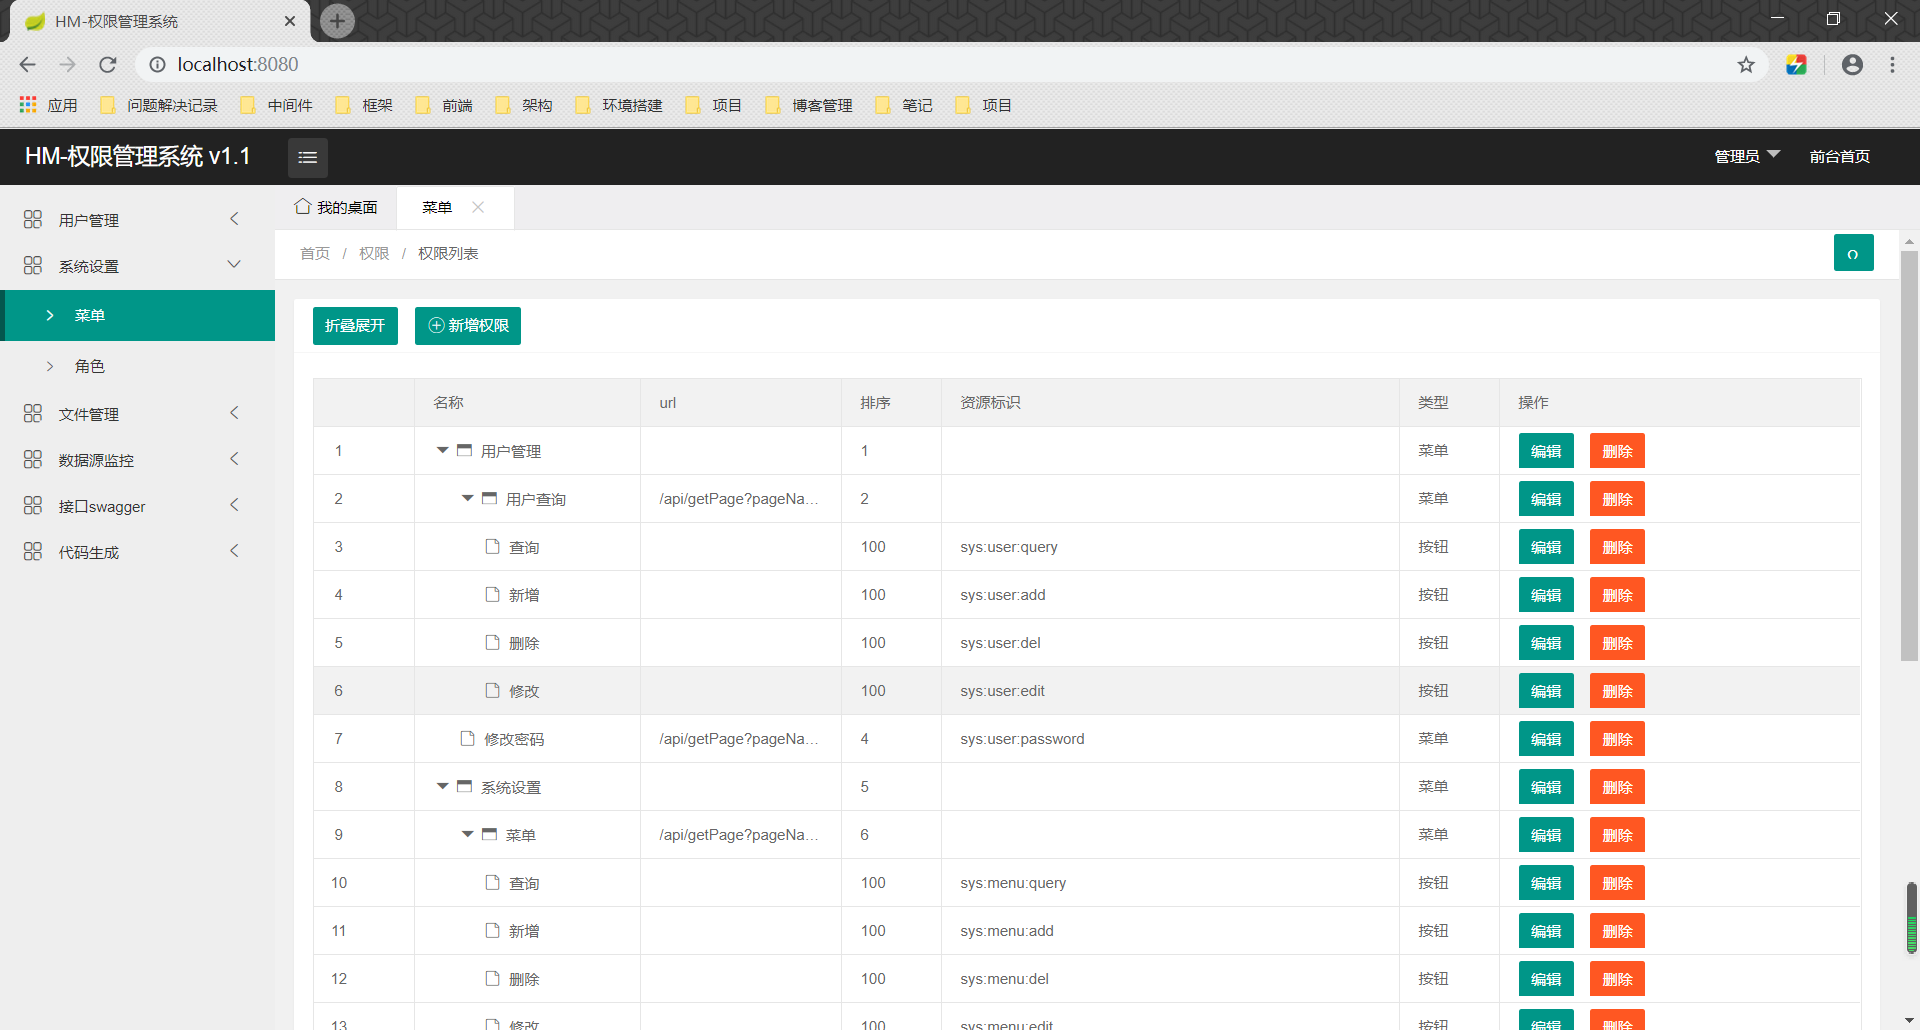 HM-权限管理系统
localhost:8080
应用 问题解决记录 中间件 框架 前端 架构 环境搭建 项目 博客管理 笔记 项目
HM-权限管理系统 v1.1 管理员 前台首页
用户管理
系统设置
菜单
角色
文件管理
数据源监控
接口swagger
代码生成
我的桌面 菜单
首页 / 权限 / 权限列表
折叠展开 新增权限
名称 url 排序 资源标识 类型 操作
1 用户管理 1 菜单 编辑 删除
2 用户查询 /api/getPage?pageNa... 2 菜单 编辑 删除
3 查询 100 sys:user:query 按钮 编辑 删除
4 新增 100 sys:user:add 按钮 编辑 删除
5 删除 100 sys:user:del 按钮 编辑 删除
6 修改 100 sys:user:edit 按钮 编辑 删除
7 修改密码 /api/getPage?pageNa... 4 sys:user:password 菜单 编辑 删除
8 系统设置 5 菜单 编辑 删除
9 菜单 /api/getPage?pageNa... 6 菜单 编辑 删除
10 查询 100 sys:menu:query 按钮 编辑 删除
11 新增 100 sys:menu:add 按钮 编辑 删除
12 删除 100 sys:menu:del 按钮 编辑 删除
13 修改 100 sys:menu:edit 按钮 编辑 删除